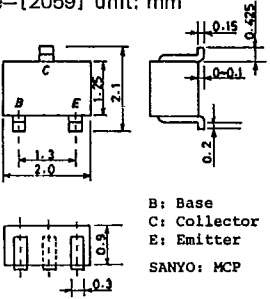 [2059] unit: mm
0.15
0.425
C
B E
1.25
2.1
0~0.1
1.3
2.0
0.2
0.9
0.3
B: Base
C: Collector
E: Emitter
SANYO: MCP